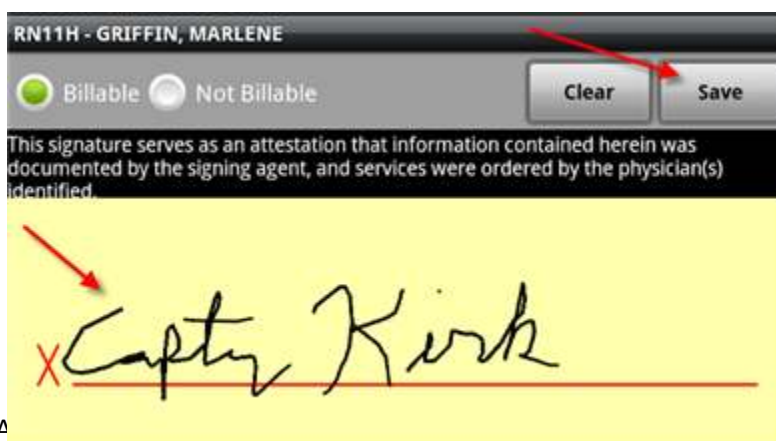 RN11H - GRIFFIN, MARLENE
Billable Not Billable Clear Save
This signature serves as an attestation that information contained herein was
documented by the signing agent, and services were ordered by the physician(s)
identified.
X Kirk